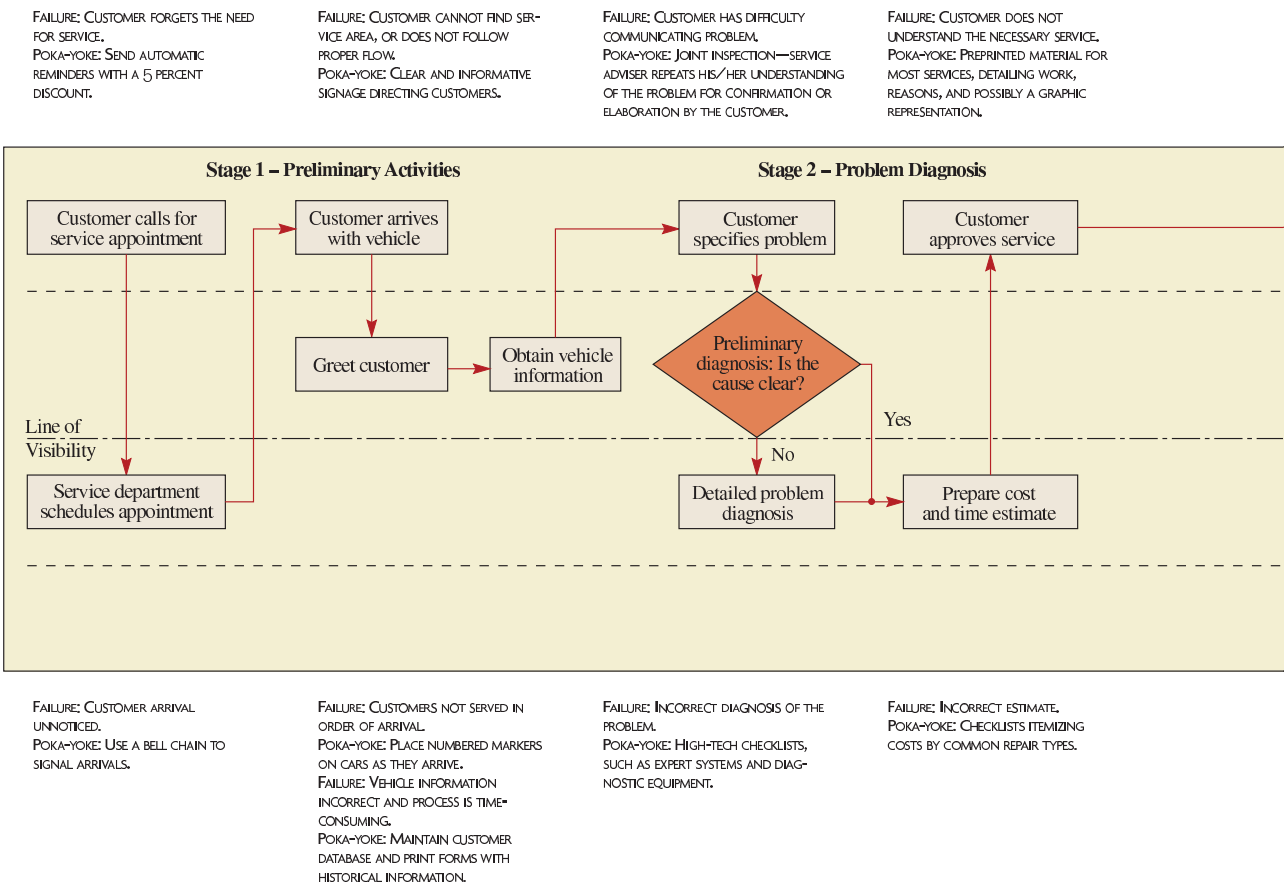 FAILURE: CUSTOMER FORGETS THE NEED
FOR SERVICE.
POKA-YOKE: SEND AUTOMATIC
REMINDERS WITH A 5 PERCENT
DISCOUNT.
FAILURE: CUSTOMER CANNOT FIND SER-
VICE AREA, OR DOES NOT FOLLOW
PROPER FLOW.
POKA-YOKE: CLEAR AND INFORMATIVE
SIGNAGE DIRECTING CUSTOMERS.
FAILURE: CUSTOMER HAS DIFFICULTY
COMMUNICATING PROBLEM.
POKA-YOKE: JOINT INSPECTION—SERVICE
ADVISER REPEATS HIS/HER UNDERSTANDING
OF THE PROBLEM FOR CONFIRMATION OR
ELABORATION BY THE CUSTOMER.
FAILURE: CUSTOMER DOES NOT
UNDERSTAND THE NECESSARY SERVICE.
POKA-YOKE: PREPRINTED MATERIAL FOR
MOST SERVICES, DETAILING WORK,
REASONS, AND POSSIBLY A GRAPHIC
REPRESENTATION.
Stage 1 – Preliminary Activities
Stage 2 – Problem Diagnosis
Customer calls for
service appointment
Customer arrives
with vehicle
Customer
specifies problem
Customer
approves service
Greet customer
Obtain vehicle
information
Preliminary
diagnosis: Is the
cause clear?
Yes
Line of
Visibility
No
Service department
schedules appointment
Detailed problem
diagnosis
Prepare cost
and time estimate
FAILURE: CUSTOMER ARRIVAL
UNNOTICED.
POKA-YOKE: USE A BELL CHAIN TO
SIGNAL ARRIVALS.
FAILURE: CUSTOMERS NOT SERVED IN
ORDER OF ARRIVAL.
POKA-YOKE: PLACE NUMBERED MARKERS
ON CARS AS THEY ARRIVE.
FAILURE: VEHICLE INFORMATION
INCORRECT AND PROCESS IS TIME-
CONSUMING.
POKA-YOKE: MAINTAIN CUSTOMER
DATABASE AND PRINT FORMS WITH
HISTORICAL INFORMATION.
FAILURE: INCORRECT DIAGNOSIS OF THE
PROBLEM.
POKA-YOKE: HIGH-TECH CHECKLISTS,
SUCH AS EXPERT SYSTEMS AND DIAG-
NOSTIC EQUIPMENT.
FAILURE: INCORRECT ESTIMATE.
POKA-YOKE: CHECKLISTS ITEMIZING
COSTS BY COMMON REPAIR TYPES.